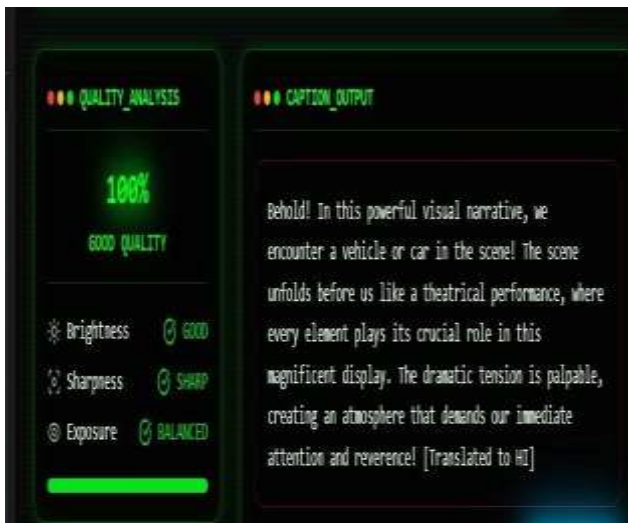 QUALITY_ANALYSIS
100%
GOOD QUALITY
Brightness GOOD
Sharpness SHARP
Exposure BALANCED
CAPTION_OUTPUT
Behold! In this powerful visual narrative, we
encounter a vehicle or car in the scene! The scene
unfolds before us like a theatrical performance, where
every element plays its crucial role in this
magnificent display. The dramatic tension is palpable,
creating an atmosphere that demands our immediate
attention and reverence! [Translated to HI]